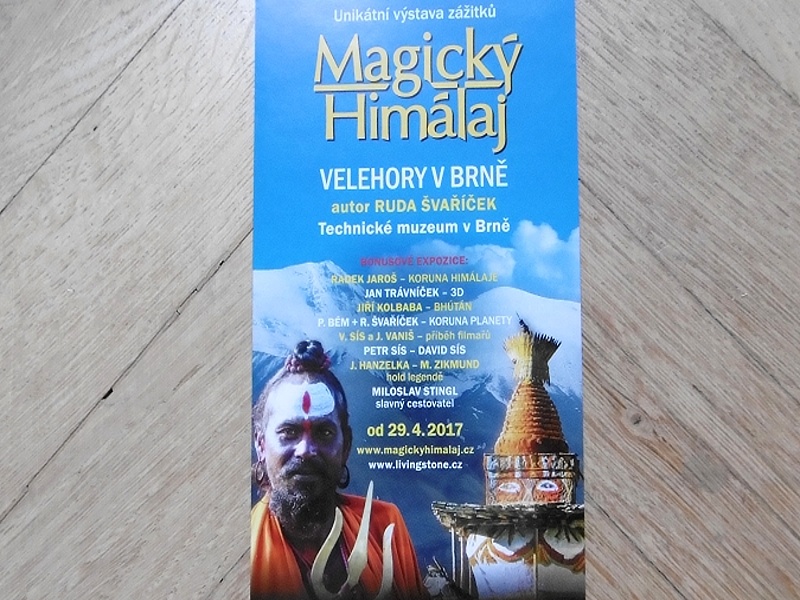 Unikátní výstava zážitků
Magický
Himálaj
VELEHORY V BRNĚ
autor RUDA ŠVAŘÍČEK
Technické muzeum v Brně
BONUSOVÉ EXPOZICE:
RADEK JAROŠ – KORUNA HIMÁLAJE
JAN TRÁVNÍČEK – 3D
JIŘÍ KOLBABA – BHÚTÁN
P. BÉM + R. ŠVAŘÍČEK – KORUNA PLANETY
V. SÍS a J. VANIŠ – příběh filmařů
PETR SÍS – DAVID SÍS
J. HANZELKA – M. ZIKMUND
hold legendě
MILOSLAV STINGL
slavný cestovatel
od 29. 4. 2017
www.magickyhimalaj.cz
www.livingstone.cz